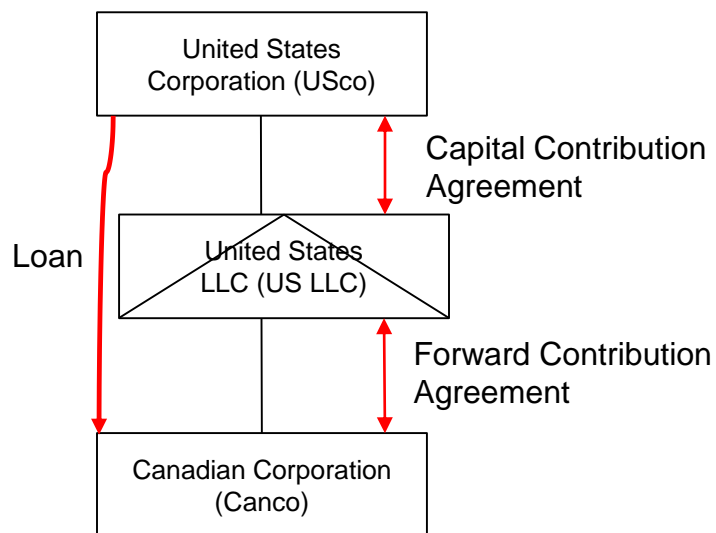 United States
Corporation (USco)
Capital Contribution
Agreement
Loan
United States
LLC (US LLC)
Forward Contribution
Agreement
Canadian Corporation
(Canco)